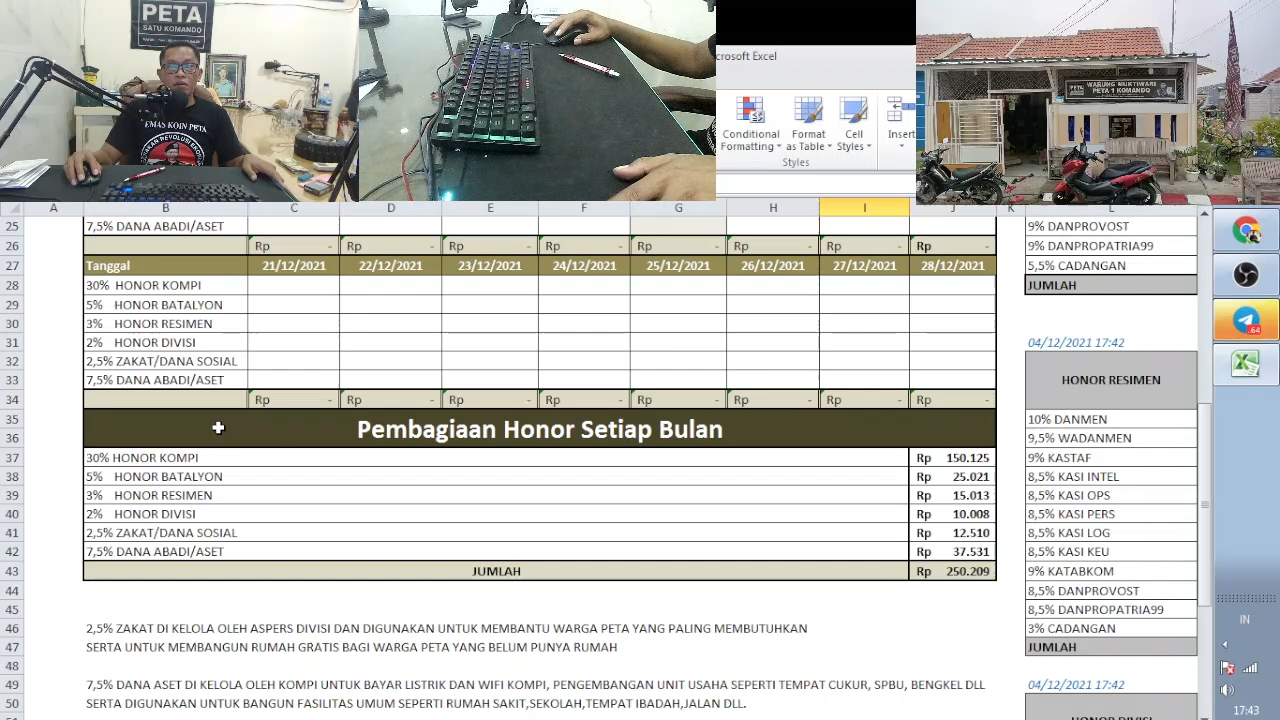 PETA
SATU KOMANDO
EMAS KOIN PETA
crosoft Excel
Conditional Formatting
Format as Table
Cell Styles
Insert
Styles
WARUNG MUKTIWARI
PETA 1 KOMANDO
A B C D E F G H I J K L
25 7,5% DANA ABADI/ASET
26 Rp - Rp - Rp - Rp - Rp - Rp - Rp - Rp -
27 Tanggal 21/12/2021 22/12/2021 23/12/2021 24/12/2021 25/12/2021 26/12/2021 27/12/2021 28/12/2021
28 30% HONOR KOMPI
29 5% HONOR BATALYON
30 3% HONOR RESIMEN
31 2% HONOR DIVISI
32 2,5% ZAKAT/DANA SOSIAL
33 7,5% DANA ABADI/ASET
34 Rp - Rp - Rp - Rp - Rp - Rp - Rp - Rp -
35 Pembagiaan Honor Setiap Bulan
36
37 30% HONOR KOMPI Rp 150.125
38 5% HONOR BATALYON Rp 25.021
39 3% HONOR RESIMEN Rp 15.013
40 2% HONOR DIVISI Rp 10.008
41 2,5% ZAKAT/DANA SOSIAL Rp 12.510
42 7,5% DANA ABADI/ASET Rp 37.531
43 JUMLAH Rp 250.209
44
45
46 2,5% ZAKAT DI KELOLA OLEH ASPERS DIVISI DAN DIGUNAKAN UNTUK MEMBANTU WARGA PETA YANG PALING MEMBUTUHKAN
47 SERTA UNTUK MEMBANGUN RUMAH GRATIS BAGI WARGA PETA YANG BELUM PUNYA RUMAH
48
49 7,5% DANA ASET DI KELOLA OLEH KOMPI UNTUK BAYAR LISTRIK DAN WIFI KOMPI, PENGEMBANGAN UNIT USAHA SEPERTI TEMPAT CUKUR, SPBU, BENGKEL DLL
50 SERTA DIGUNAKAN UNTUK BANGUN FASILITAS UMUM SEPERTI RUMAH SAKIT,SEKOLAH,TEMPAT IBADAH,JALAN DLL.
9% DANPROVOST
9% DANPROPATRIA99
5,5% CADANGAN
JUMLAH
04/12/2021 17:42
HONOR RESIMEN
10% DANMEN
9,5% WADANMEN
9% KASTAF
8,5% KASI INTEL
8,5% KASI OPS
8,5% KASI PERS
8,5% KASI LOG
8,5% KASI KEU
9% KATABKOM
8,5% DANPROVOST
8,5% DANPROPATRIA99
3% CADANGAN
JUMLAH
04/12/2021 17:42
HONOR DIVISI
64
IN
17:43